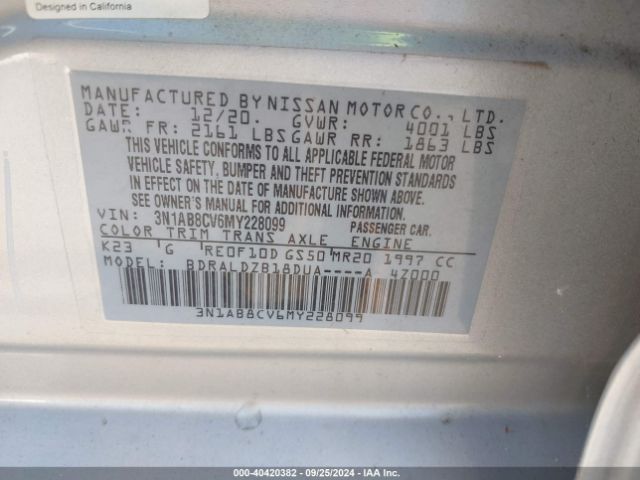 Designed in California
MANUFACTURED BY NISSAN MOTOR CO., LTD.
DATE: 12/20. GVWR: 4001 LBS
GAWR FR: 2161 LBS GAWR RR: 1863 LBS
THIS VEHICLE CONFORMS TO ALL APPLICABLE FEDERAL MOTOR
VEHICLE SAFETY, BUMPER AND THEFT PREVENTION STANDARDS
IN EFFECT ON THE DATE OF MANUFACTURE SHOWN ABOVE.
SEE OWNER'S MANUAL FOR ADDITIONAL INFORMATION.
VIN: 3N1AB8CV6MY228099 PASSENGER CAR.
COLOR TRIM TRANS AXLE ENGINE
K23 G RE0F10D GS50 MR20 1997 CC
MODEL BDRALDZB18DUA----A 47000
3N1AB8CV6MY228099
000-40420382 - 09/25/2024 - IAA Inc.